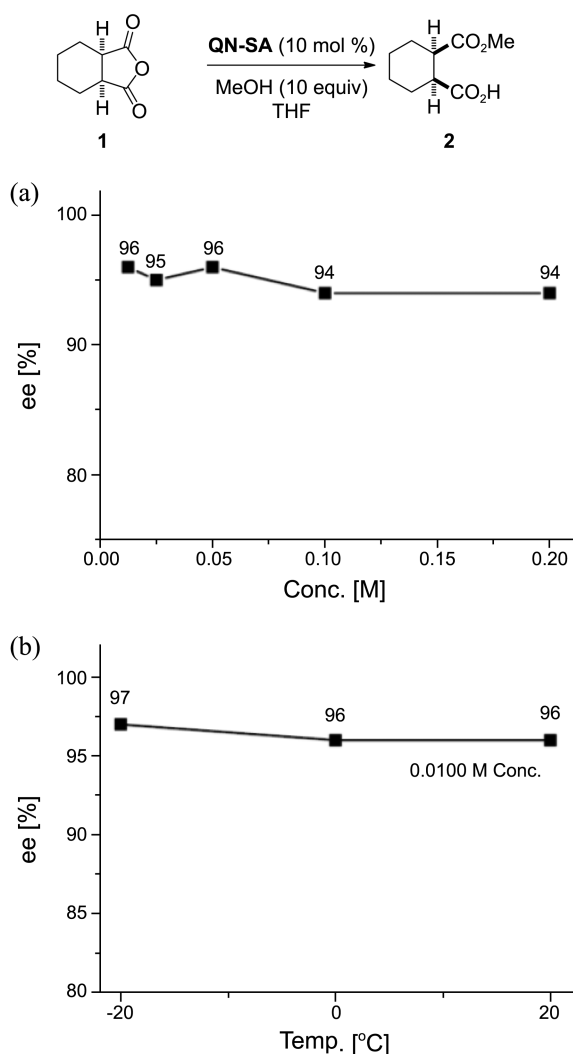 H
O
O
O
H
1
QN-SA (10 mol %)
MeOH (10 equiv)
THF
H
CO₂Me
CO₂H
H
2
(a)
100
90
80
ee [%]
96
95
96
94
94
0.00
0.05
0.10
0.15
0.20
Conc. [M]
(b)
100
95
90
85
80
ee [%]
97
96
96
0.0100 M Conc.
-20
0
20
Temp. [°C]